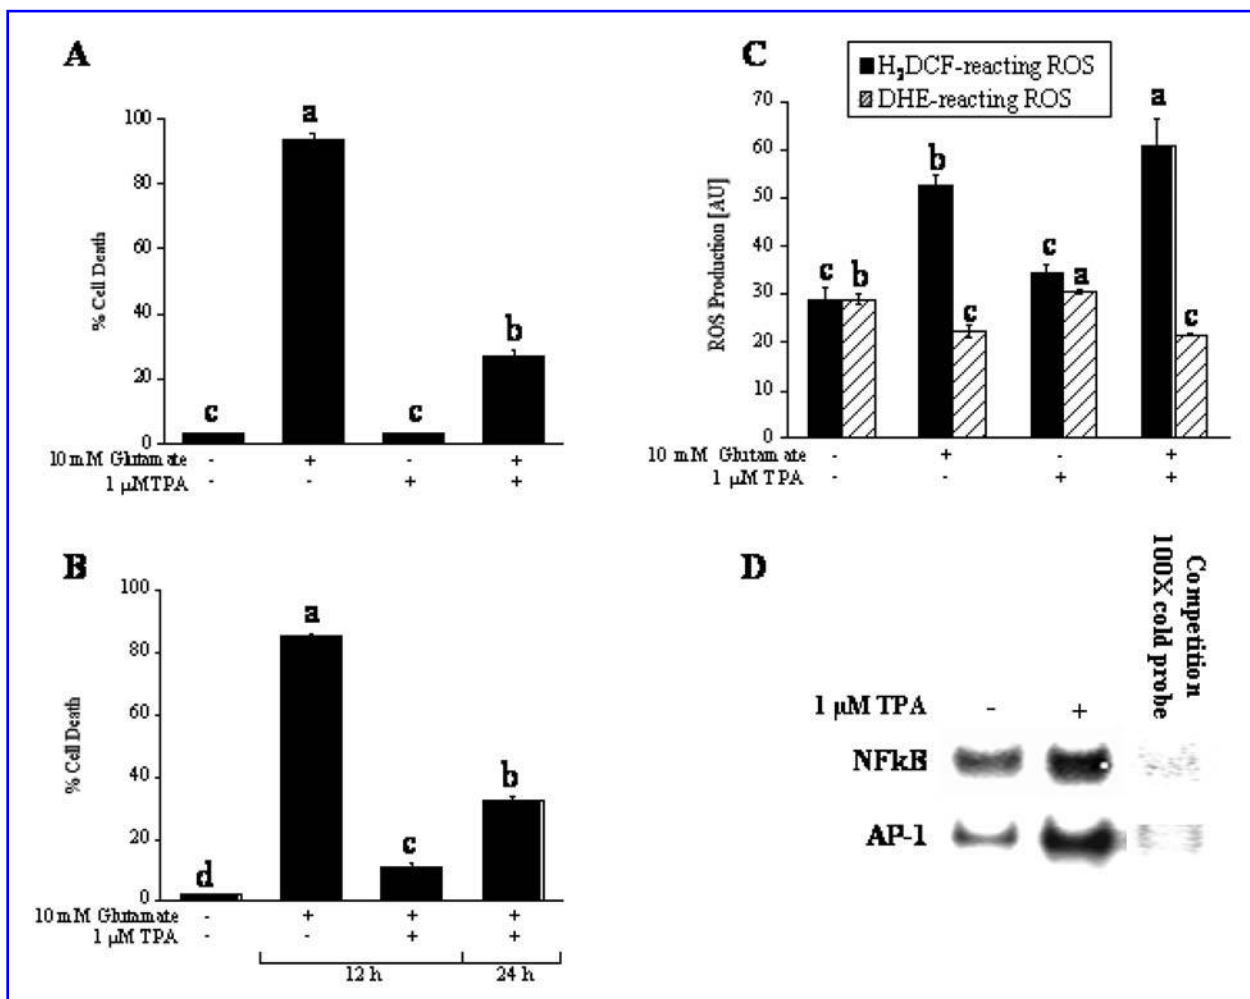 A
100
80
60
40
20
0
% Cell Death
c
a
c
b
10 mM Glutamate - + - +
1 µM TPA - - + +
B
100
80
60
40
20
0
% Cell Death
d
a
c
b
10 mM Glutamate - + + +
1 µM TPA - - + +
12 h 24 h
C
H₂DCF-reacting ROS
DHE-reacting ROS
70
60
50
40
30
20
10
0
ROS Production [AU]
c b
b c
c a
a c
10 mM Glutamate - + - +
1 µM TPA - - + +
D
Competition
100X cold probe
1 µM TPA - +
NFkB
AP-1